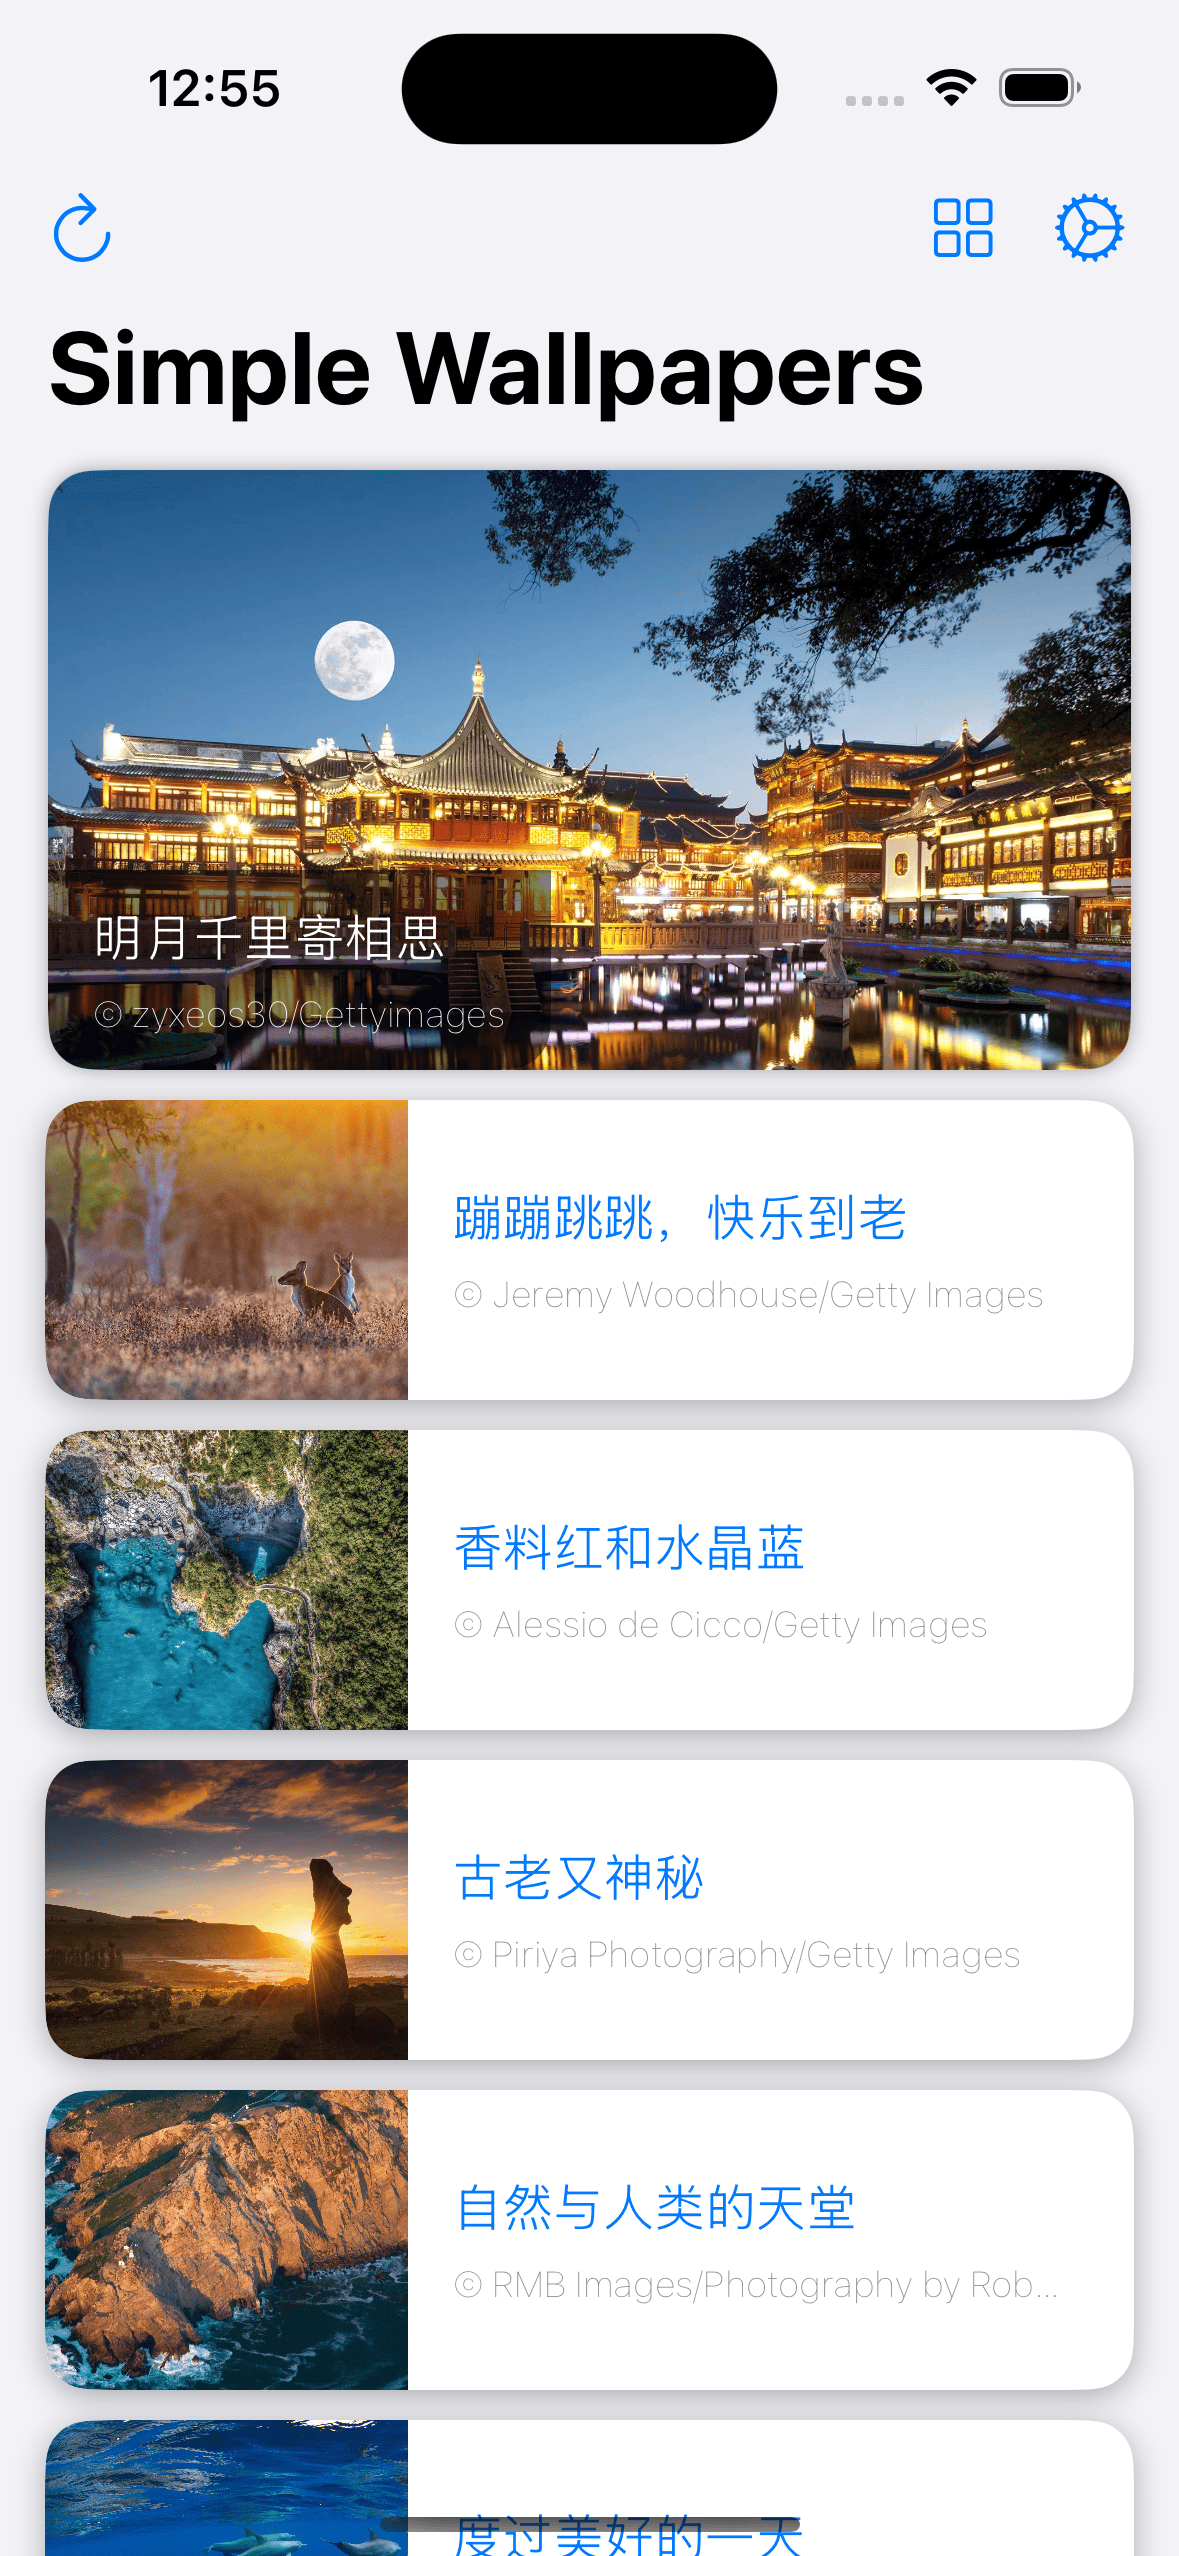 12:55
Simple Wallpapers
明月千里寄相思
© zyxeos30/Gettyimages
蹦蹦跳跳，快乐到老
© Jeremy Woodhouse/Getty Images
香料红和水晶蓝
© Alessio de Cicco/Getty Images
古老又神秘
© Piriya Photography/Getty Images
自然与人类的天堂
© RMB Images/Photography by Rob...
度过美好的一天